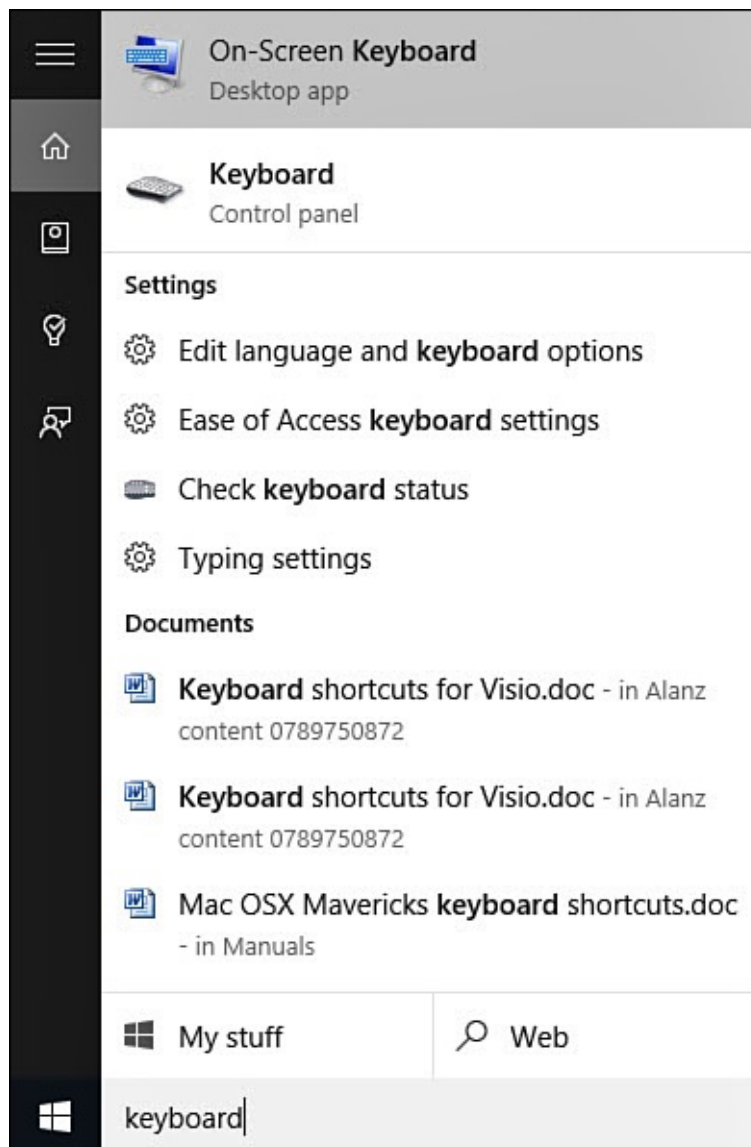 On-Screen Keyboard
Desktop app
Keyboard
Control panel
Settings
Edit language and keyboard options
Ease of Access keyboard settings
Check keyboard status
Typing settings
Documents
Keyboard shortcuts for Visio.doc - in Alanz
content 0789750872
Keyboard shortcuts for Visio.doc - in Alanz
content 0789750872
Mac OSX Mavericks keyboard shortcuts.doc
- in Manuals
My stuff
Web
keyboard